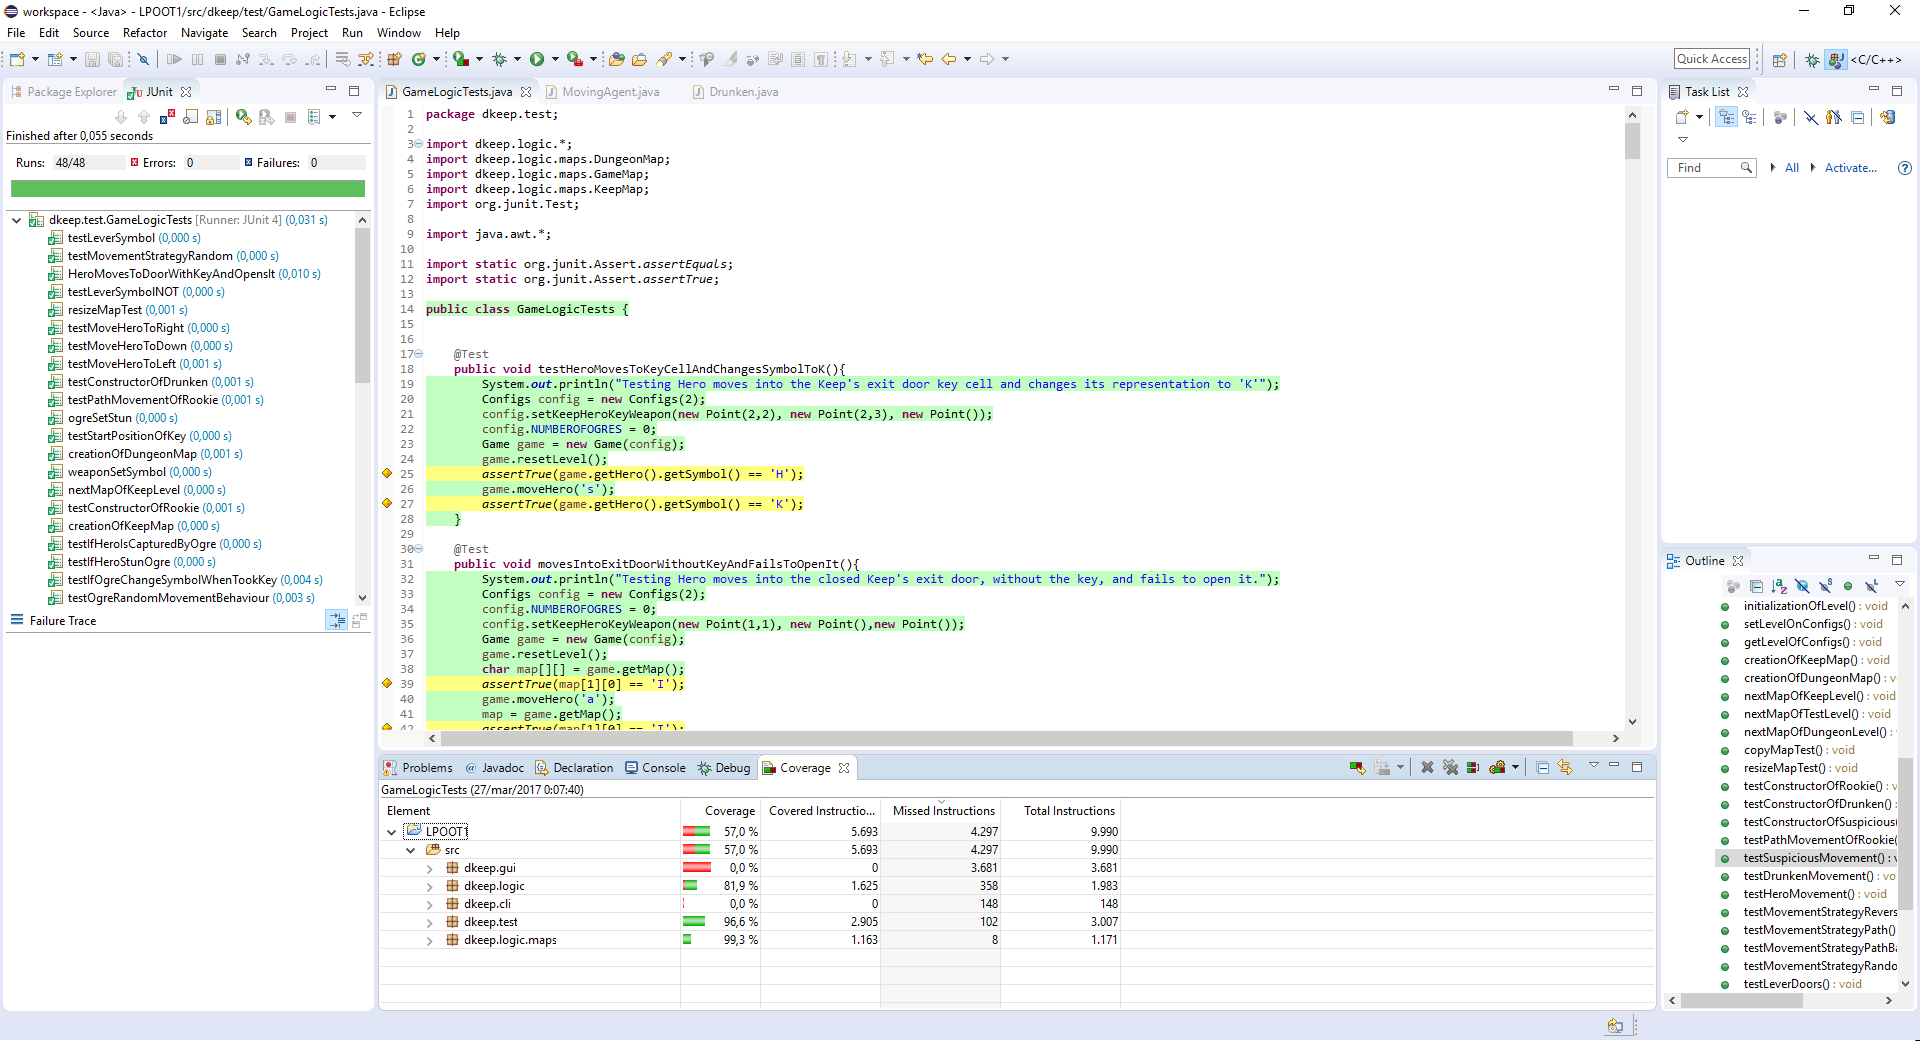 workspace - <Java> - LPOOT1/src/dkeep/test/GameLogicTests.java - Eclipse
File Edit Source Refactor Navigate Search Project Run Window Help
Quick Access
<C/C++>
Package Explorer
JUnit
Finished after 0,055 seconds
Runs: 48/48 Errors: 0 Failures: 0
dkeep.test.GameLogicTests [Runner: JUnit 4] (0,031 s)
testLeverSymbol (0,000 s)
testMovementStrategyRandom (0,000 s)
HeroMovesToDoorWithKeyAndOpensIt (0,010 s)
testLeverSymbolNOT (0,000 s)
resizeMapTest (0,001 s)
testMoveHeroToRight (0,000 s)
testMoveHeroToDown (0,000 s)
testMoveHeroToLeft (0,001 s)
testConstructorOfDrunken (0,001 s)
testPathMovementOfRookie (0,001 s)
ogreSetStun (0,000 s)
testStartPositionOfKey (0,000 s)
creationOfDungeonMap (0,001 s)
weaponSetSymbol (0,000 s)
nextMapOfKeepLevel (0,000 s)
testConstructorOfRookie (0,001 s)
creationOfKeepMap (0,000 s)
testIfHeroIsCapturedByOgre (0,000 s)
testIfHeroStunOgre (0,000 s)
testIfOgreChangeSymbolWhenTookKey (0,004 s)
testOgreRandomMovementBehaviour (0,003 s)
Failure Trace
GameLogicTests.java
MovingAgent.java
Drunken.java
1 package dkeep.test;
2
3 import dkeep.logic.*;
4 import dkeep.logic.maps.DungeonMap;
5 import dkeep.logic.maps.GameMap;
6 import dkeep.logic.maps.KeepMap;
7 import org.junit.Test;
8
9 import java.awt.*;
10
11 import static org.junit.Assert.assertEquals;
12 import static org.junit.Assert.assertTrue;
13
14 public class GameLogicTests {
15
16
17 @Test
18 public void testHeroMovesToKeyCellAndChangesSymbolToK(){
19 System.out.println("Testing Hero moves into the Keep's exit door key cell and changes its representation to 'K'");
20 Configs config = new Configs(2);
21 config.setKeepHeroKeyWeapon(new Point(2,2), new Point(2,3), new Point());
22 config.NUMBEROFOGRES = 0;
23 Game game = new Game(config);
24 game.resetLevel();
25 assertTrue(game.getHero().getSymbol() == 'H');
26 game.moveHero('s');
27 assertTrue(game.getHero().getSymbol() == 'K');
28 }
29
30 @Test
31 public void movesIntoExitDoorWithoutKeyAndFailsToOpenIt(){
32 System.out.println("Testing Hero moves into the closed Keep's exit door, without the key, and fails to open it.");
33 Configs config = new Configs(2);
34 config.NUMBEROFOGRES = 0;
35 config.setKeepHeroKeyWeapon(new Point(1,1), new Point(),new Point());
36 Game game = new Game(config);
37 game.resetLevel();
38 char map[][] = game.getMap();
39 assertTrue(map[1][0] == 'I');
40 game.moveHero('a');
41 map = game.getMap();
42 assertTrue(map[1][0] == 'I');
Problems
Javadoc
Declaration
Console
Debug
Coverage
GameLogicTests (27/mar/2017 0:07:40)
Element Coverage Covered Instructio... Missed Instructions Total Instructions
LPOOT1 57,0 % 5.693 4.297 9.990
src 57,0 % 5.693 4.297 9.990
dkeep.gui 0,0 % 0 3.681 3.681
dkeep.logic 81,9 % 1.625 358 1.983
dkeep.cli 0,0 % 0 148 148
dkeep.test 96,6 % 2.905 102 3.007
dkeep.logic.maps 99,3 % 1.163 8 1.171
Task List
Find All Activate...
Outline
initializationOfLevel() : void
setLevelOnConfigs() : void
getLevelOfConfigs() : void
creationOfKeepMap() : void
creationOfDungeonMap() : void
nextMapOfKeepLevel() : void
nextMapOfTestLevel() : void
nextMapOfDungeonLevel() :
copyMapTest() : void
resizeMapTest() : void
testConstructorOfRookie() : v
testConstructorOfDrunken() :
testConstructorOfSuspicious(
testPathMovementOfRookie(
testSuspiciousMovement() : v
testDrunkenMovement() : vo
testHeroMovement() : void
testMovementStrategyRevers
testMovementStrategyPath()
testMovementStrategyPathBa
testMovementStrategyRando
testLeverDoors() : void